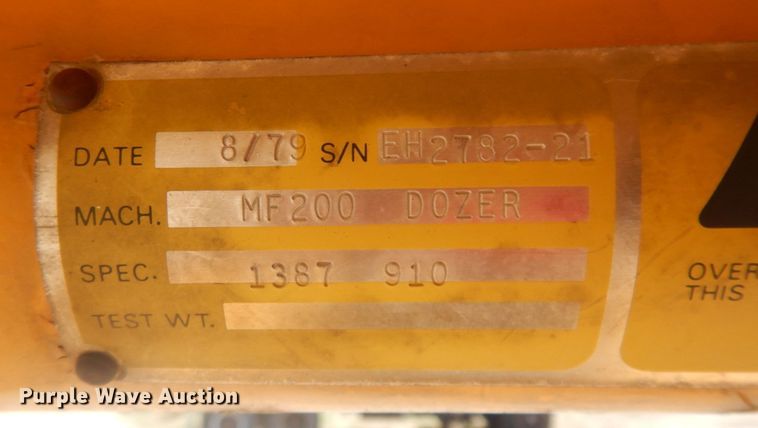 DATE 8/79 S/N EH2782-21
MACH. MF200 DOZER
SPEC. 1387 910
TEST WT.
OVER
THIS
Purple Wave Auction